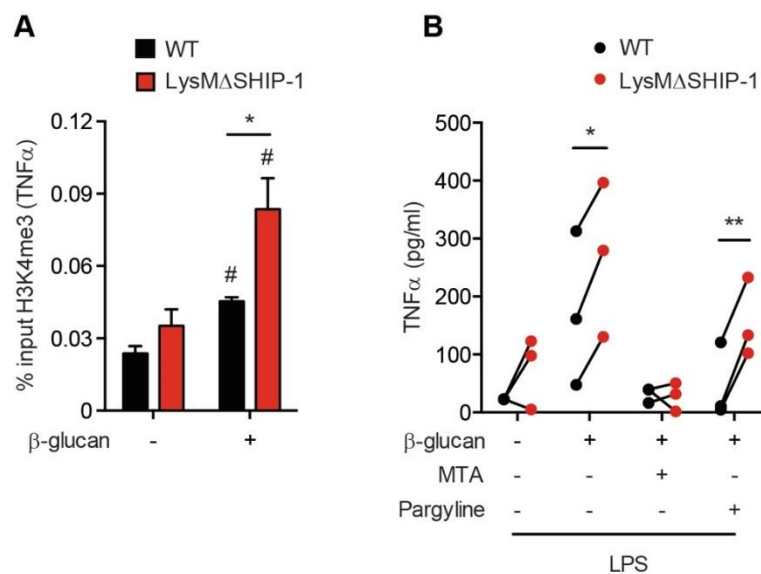 A
WT
LysMΔSHIP-1
% input H3K4me3 (TNFα)
0.12
0.09
0.06
0.03
0
*
#
#
β-glucan - +
B
WT
LysMΔSHIP-1
TNFα (pg/ml)
500
400
300
200
100
0
*
**
β-glucan - + + +
MTA - - + -
Pargyline - - - +
LPS